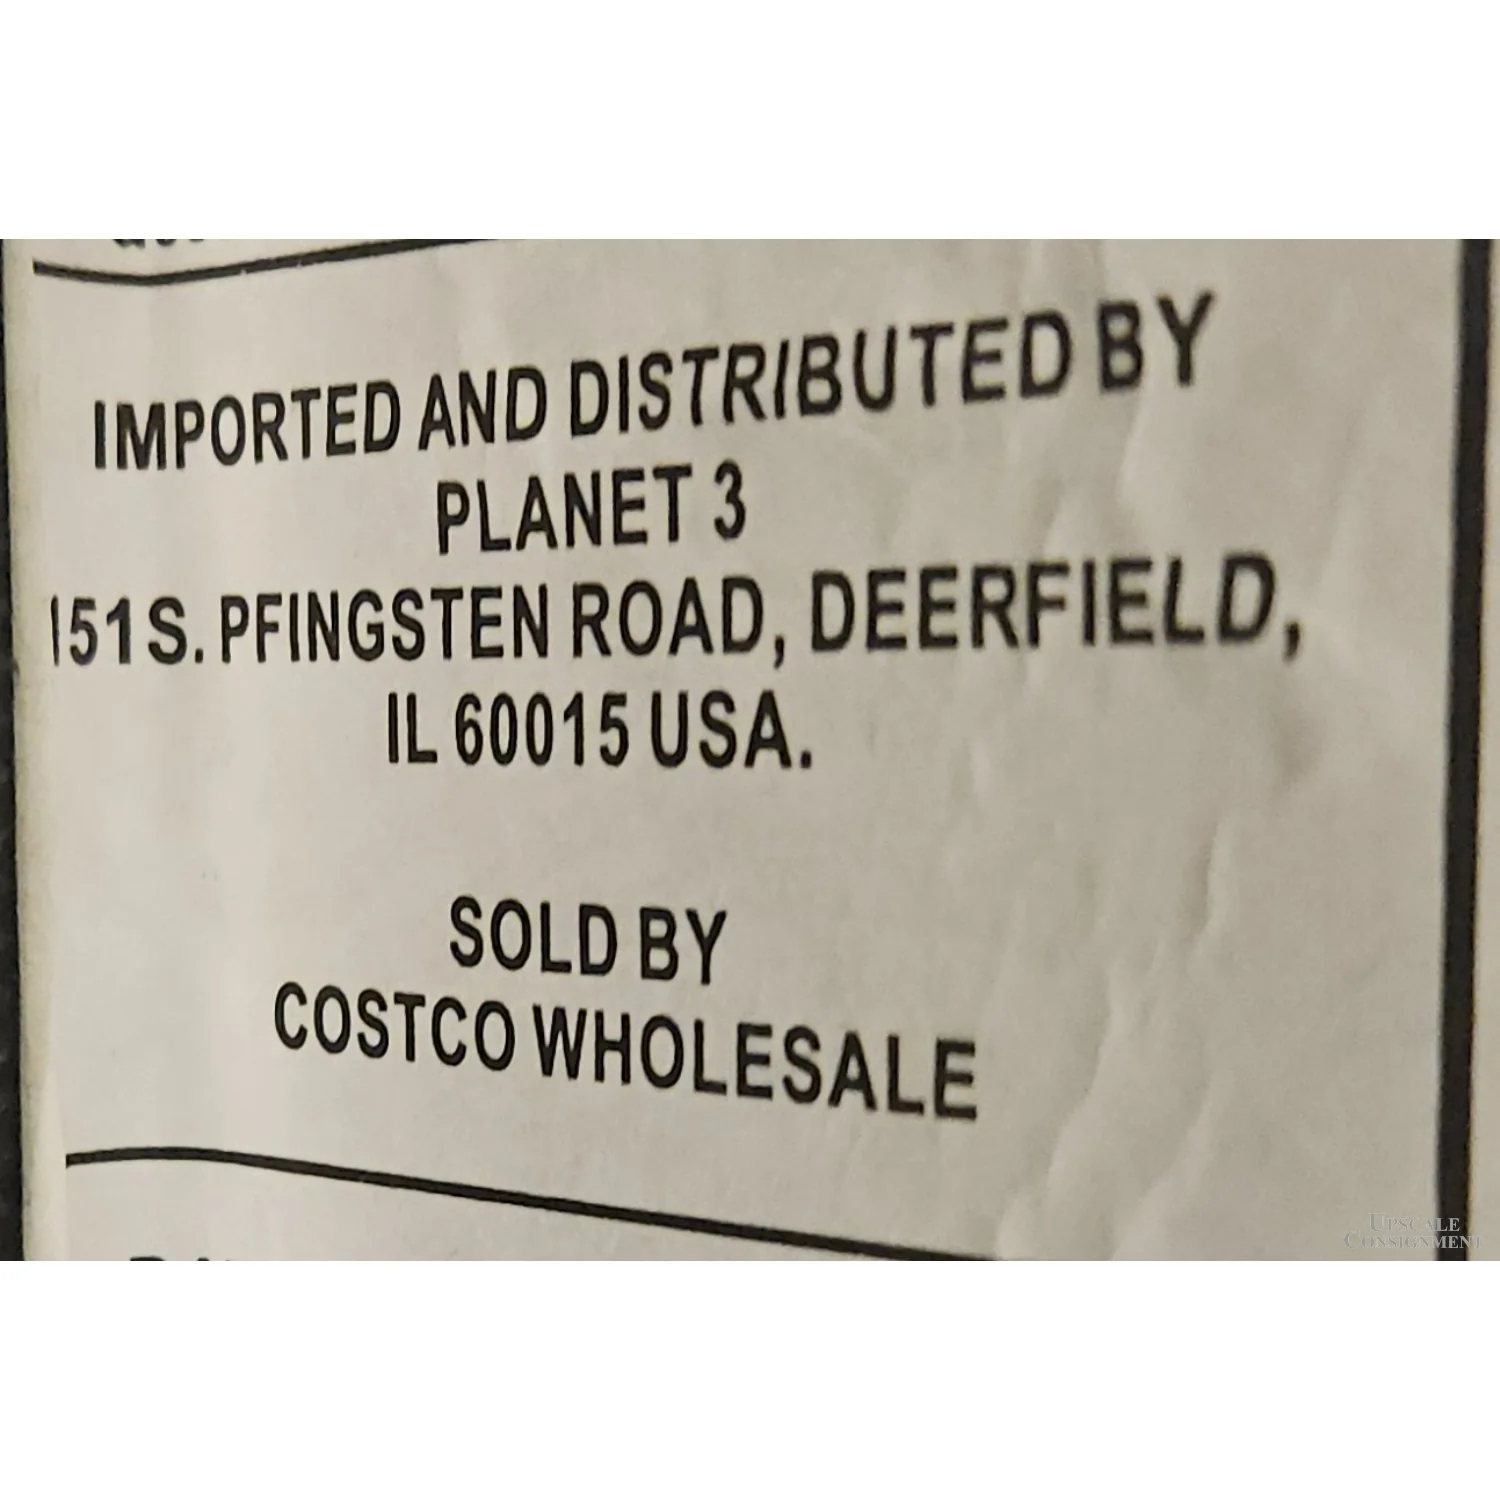 IMPORTED AND DISTRIBUTED BY
PLANET 3
151 S. PFINGSTEN ROAD, DEERFIELD,
IL 60015 USA.
SOLD BY
COSTCO WHOLESALE
UPSCALE
CONSIGNMENT